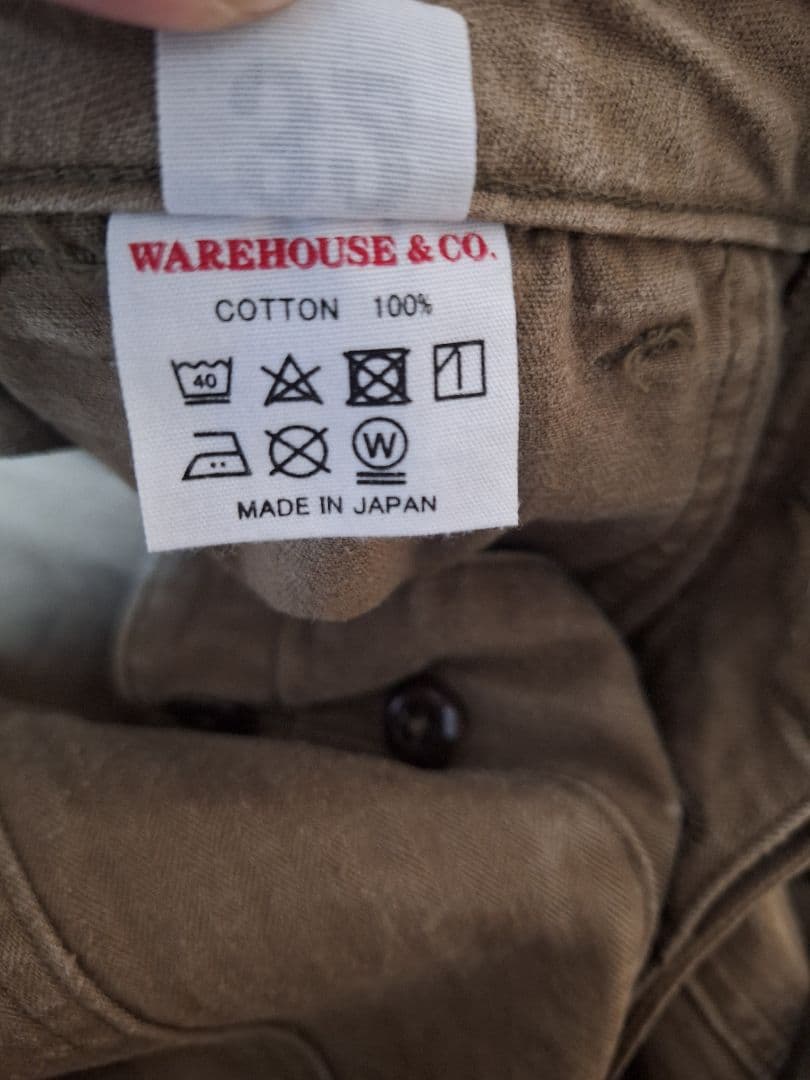 WAREHOUSE & CO.
COTTON 100%
40
W
MADE IN JAPAN